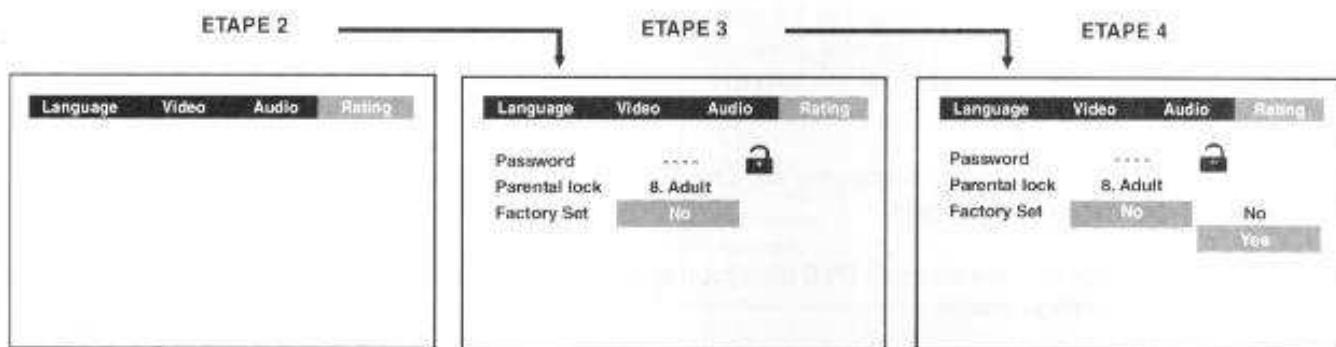 ETAPE 2
ETAPE 3
ETAPE 4
Language Video Audio Rating
Language Video Audio Rating
Password ----
Parental lock 8. Adult
Factory Set No
Language Video Audio Rating
Password ----
Parental lock 8. Adult
Factory Set No No
Yes